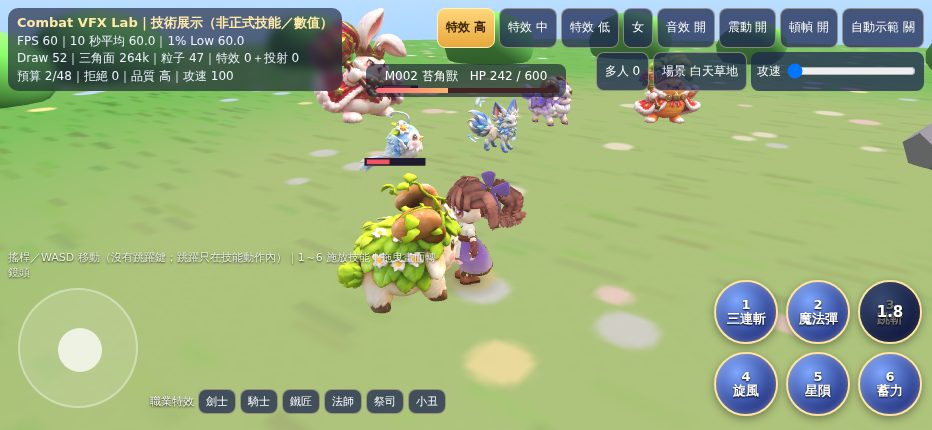 Combat VFX Lab｜技術展示（非正式技能／數值）
FPS 60｜10 秒平均 60.0｜1% Low 60.0
Draw 52｜三角面 264k｜粒子 47｜特效 0＋投射 0
預算 2/48｜拒絕 0｜品質 高｜攻速 100
特效 高
特效 中
特效 低
女
音效 開
震動 開
頓幀 開
自動示範 關
多人 0
場景 白天草地
攻速
M002 苔角獸 HP 242 / 600
搖桿／WASD 移動（沒有跳躍鍵；跳躍只在技能動作內）｜1～6 施放技能｜拖曳畫面轉
鏡頭
1
三連斬
2
魔法彈
3
1.8
跳斬
4
旋風
5
星隕
6
蓄力
職業特效
劍士
騎士
鐵匠
法師
祭司
小丑